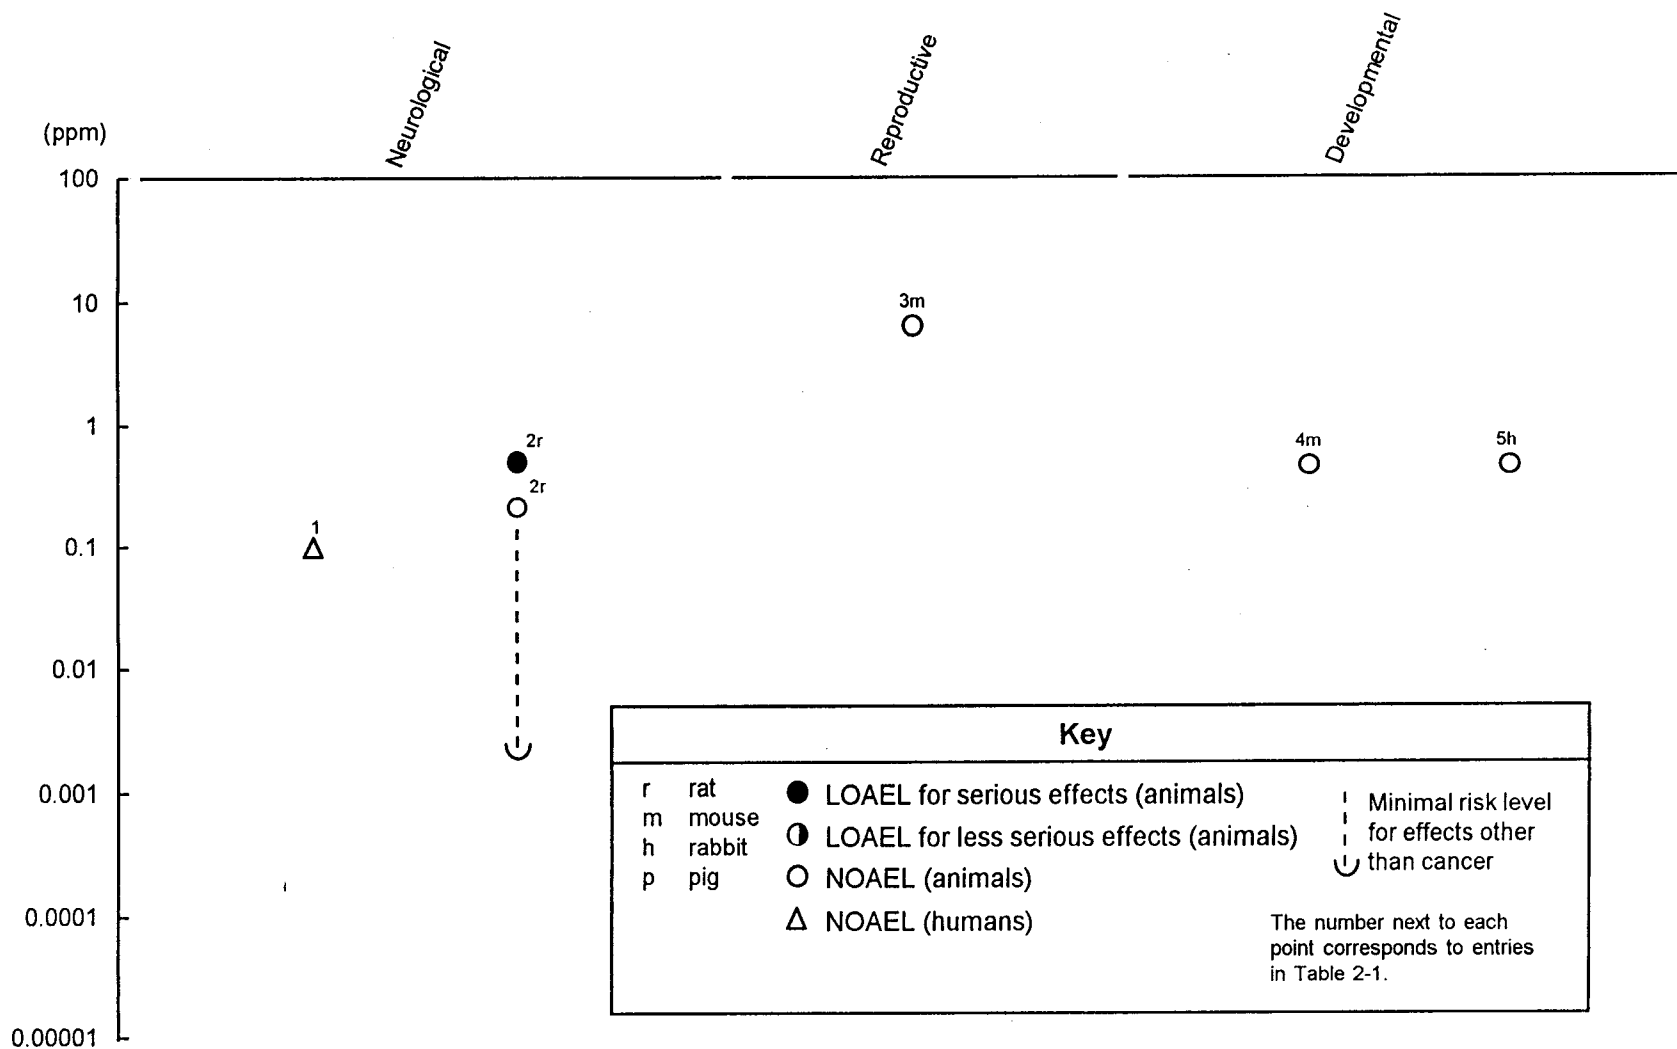 Neurological
Reproductive
Developmental
(ppm)
100
10
1
0.1
0.01
0.001
0.0001
0.00001
1
2r
2r
3m
4m
5h
Key
r rat
m mouse
h rabbit
p pig
LOAEL for serious effects (animals)
LOAEL for less serious effects (animals)
NOAEL (animals)
NOAEL (humans)
Minimal risk level
for effects other
than cancer
The number next to each
point corresponds to entries
in Table 2-1.